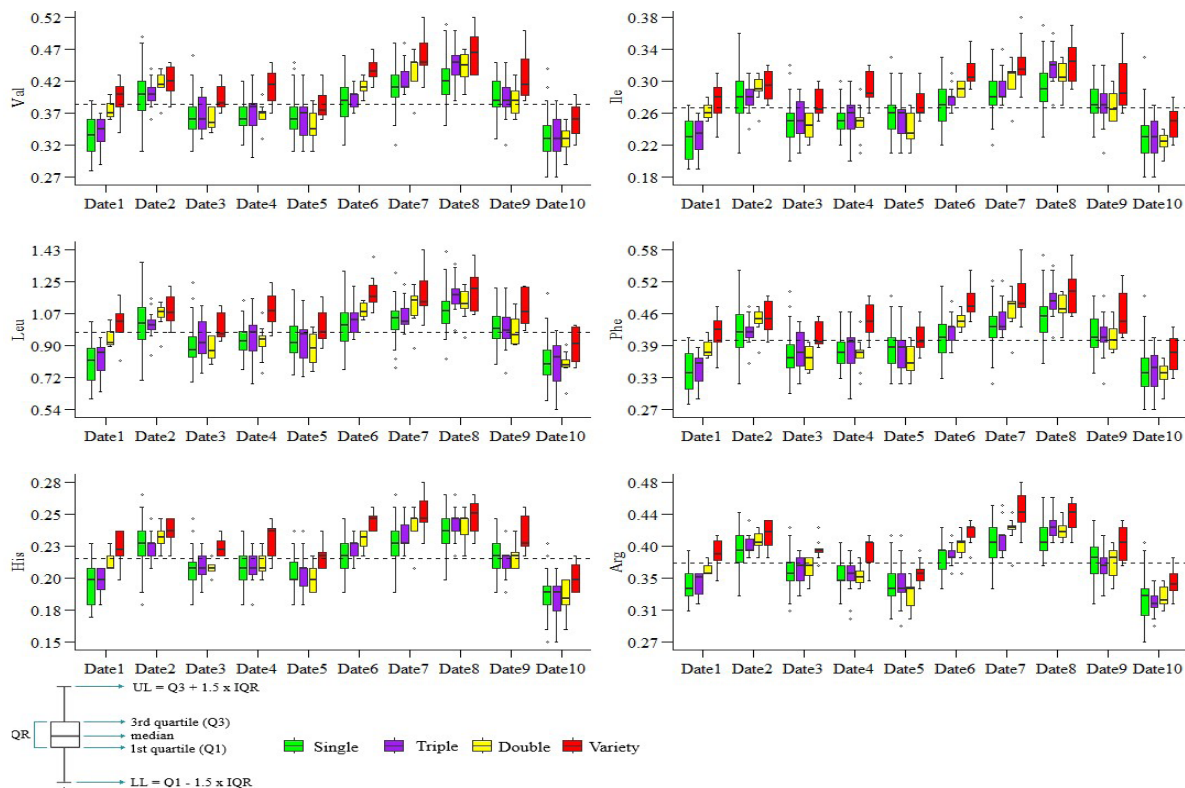 Val
0.52
0.47
0.42
0.37
0.32
0.27
Date1 Date2 Date3 Date4 Date5 Date6 Date7 Date8 Date9 Date10
Ile
0.38
0.34
0.30
0.26
0.22
0.18
Date1 Date2 Date3 Date4 Date5 Date6 Date7 Date8 Date9 Date10
Leu
1.43
1.25
1.07
0.90
0.72
0.54
Date1 Date2 Date3 Date4 Date5 Date6 Date7 Date8 Date9 Date10
Phe
0.58
0.52
0.46
0.39
0.33
0.27
Date1 Date2 Date3 Date4 Date5 Date6 Date7 Date8 Date9 Date10
His
0.28
0.25
0.23
0.20
0.18
0.15
Date1 Date2 Date3 Date4 Date5 Date6 Date7 Date8 Date9 Date10
Arg
0.48
0.44
0.40
0.35
0.31
0.27
Date1 Date2 Date3 Date4 Date5 Date6 Date7 Date8 Date9 Date10
UL = Q3 + 1.5 x IQR
3rd quartile (Q3)
QR
median
1st quartile (Q1)
LL = Q1 - 1.5 x IQR
Single Triple Double Variety